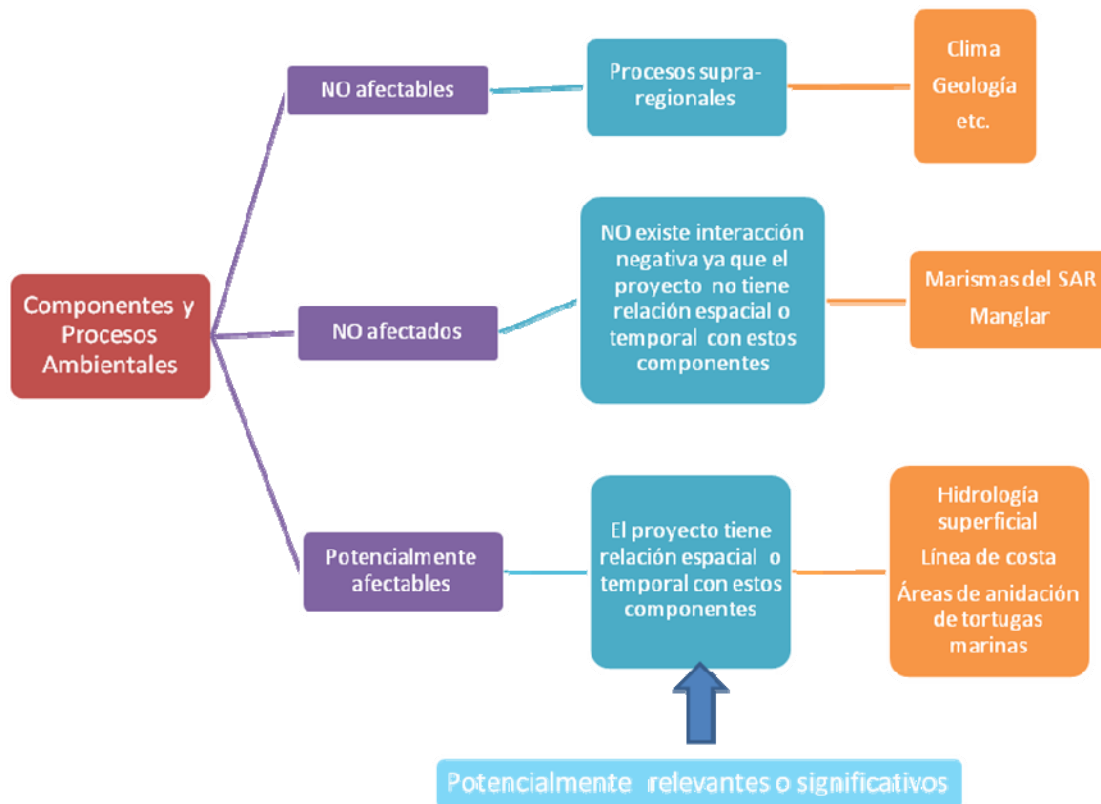 Componentes y
Procesos
Ambientales
NO afectables
Procesos supra-
regionales
Clima
Geología
etc.
NO afectados
NO existe interacción
negativa ya que el
proyecto no tiene
relación espacial o
temporal con estos
componentes
Marismas del SAR
Manglar
Potencialmente
afectables
El proyecto tiene
relación espacial o
temporal con estos
componentes
Hidrología
superficial
Línea de costa
Áreas de anidación
de tortugas
marinas
Potencialmente relevantes o significativos